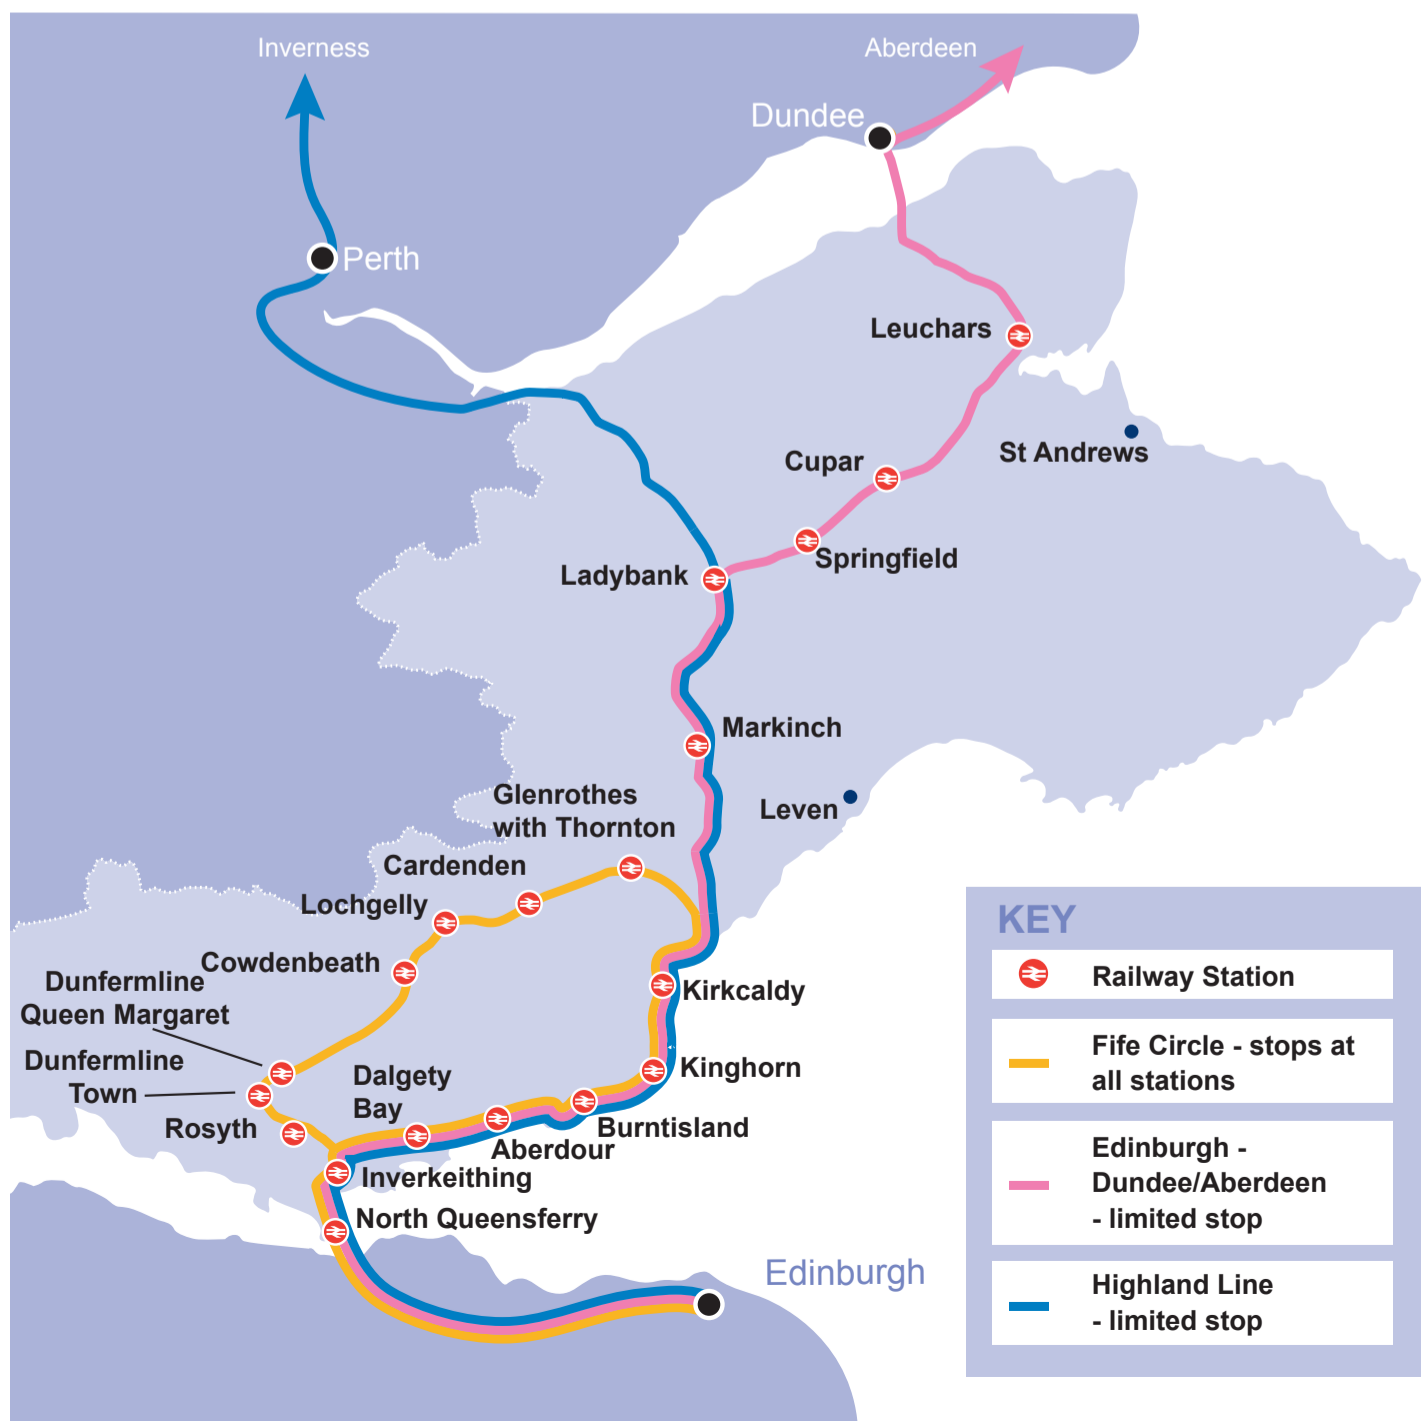 Inverness
Aberdeen
Dundee
Perth
Leuchars
St Andrews
Cupar
Springfield
Ladybank
Markinch
Glenrothes
with Thornton
Leven
Cardenden
Lochgelly
Cowdenbeath
Dunfermline
Queen Margaret
Kirkcaldy
Dunfermline
Town
Kinghorn
Dalgety
Bay
Rosyth
Burntisland
Aberdour
Inverkeithing
North Queensferry
Edinburgh
KEY
Railway Station
Fife Circle - stops at
all stations
Edinburgh -
Dundee/Aberdeen
- limited stop
Highland Line
- limited stop